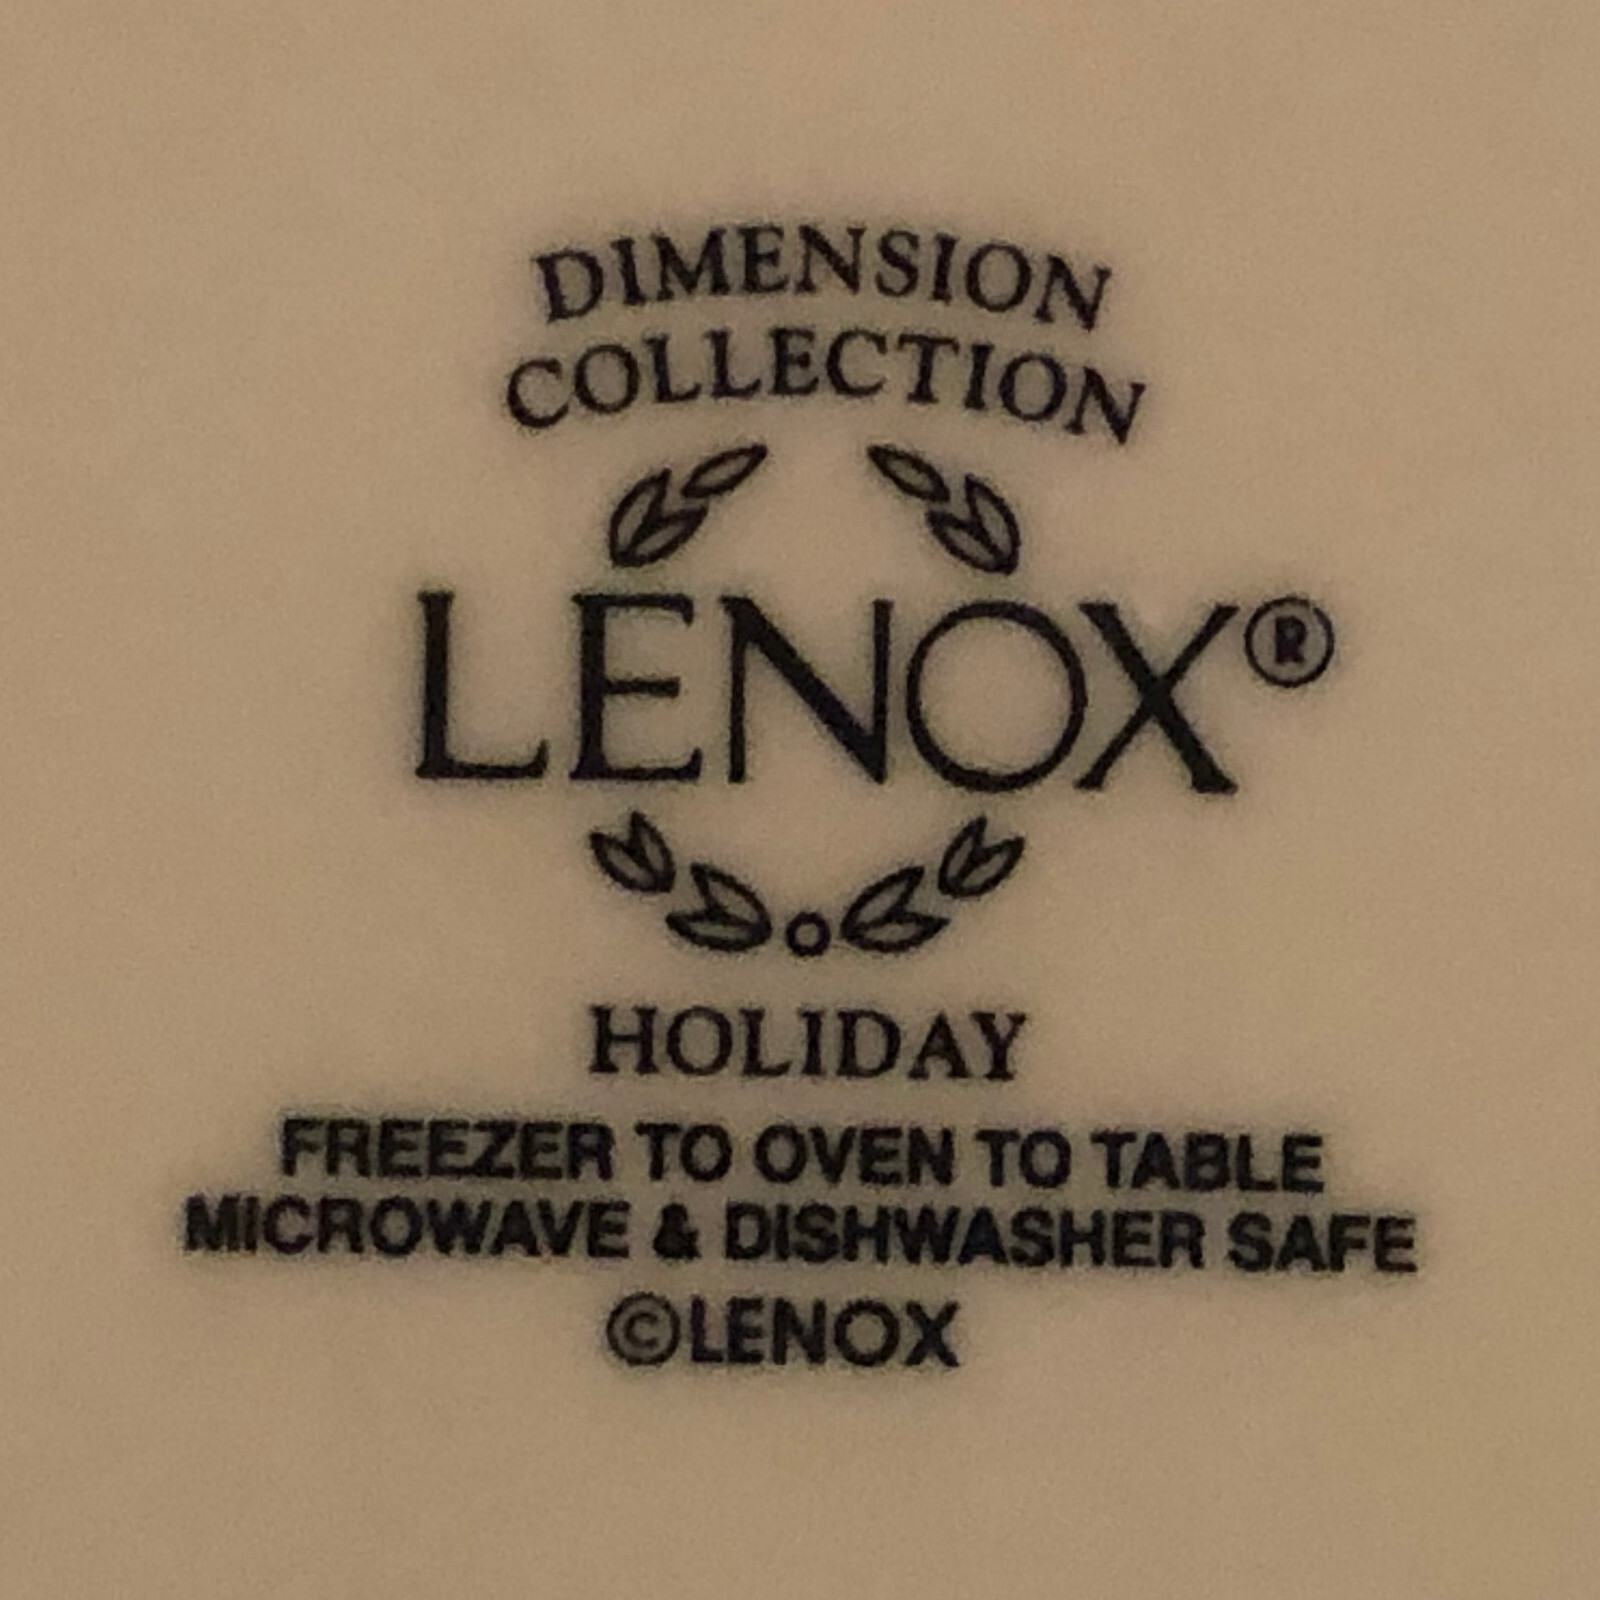 DIMENSION
COLLECTION
LENOX®
HOLIDAY
FREEZER TO OVEN TO TABLE
MICROWAVE & DISHWASHER SAFE
©LENOX